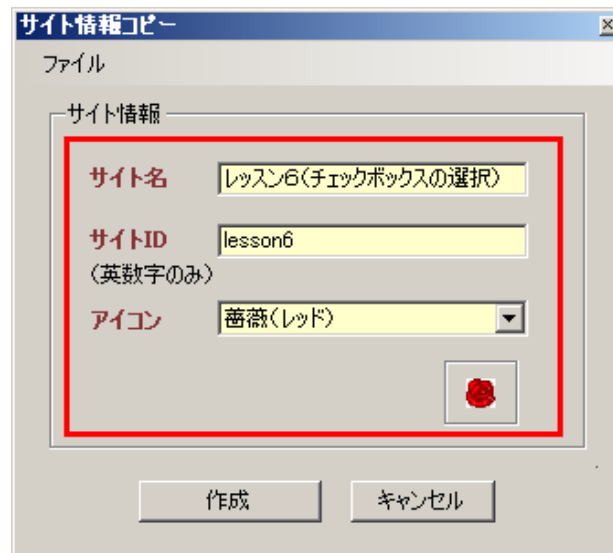 サイト情報コピー
ファイル
サイト情報
サイト名 レッスン6(チェックボックスの選択)
サイトID lesson6
(英数字のみ)
アイコン 薔薇(レッド)
作成 キャンセル